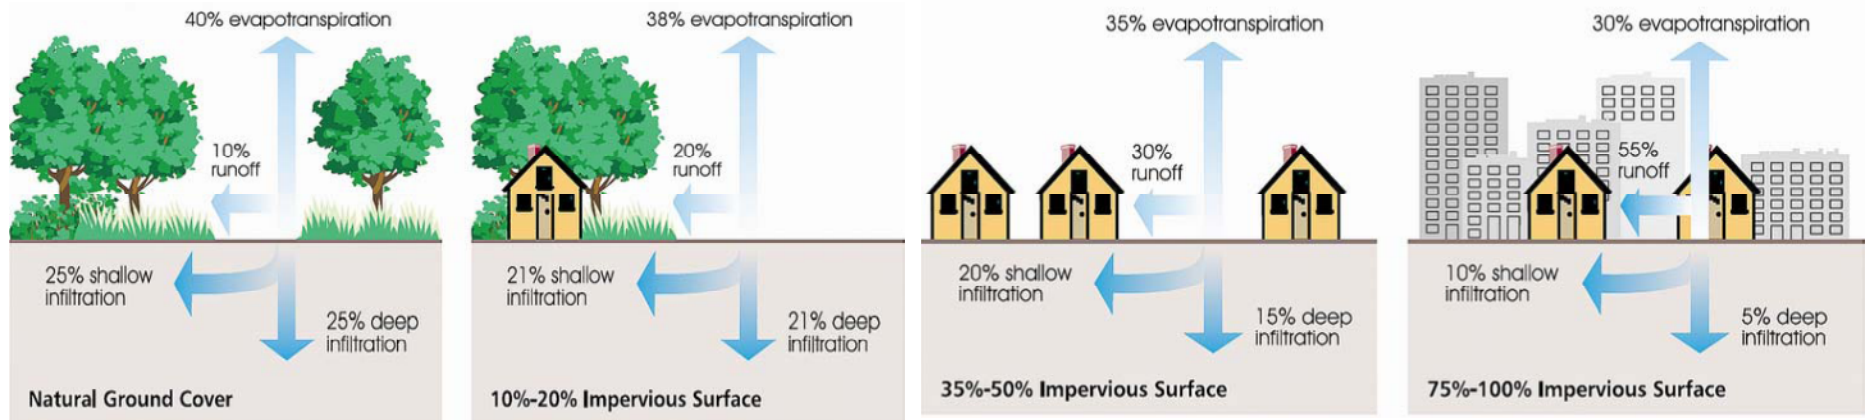 40% evapotranspiration
10%
runoff
25% shallow
infiltration
25% deep
infiltration
Natural Ground Cover
38% evapotranspiration
20%
runoff
21% shallow
infiltration
21% deep
infiltration
10%-20% Impervious Surface
35% evapotranspiration
30%
runoff
20% shallow
infiltration
15% deep
infiltration
35%-50% Impervious Surface
30% evapotranspiration
55%
runoff
10% shallow
infiltration
5% deep
infiltration
75%-100% Impervious Surface